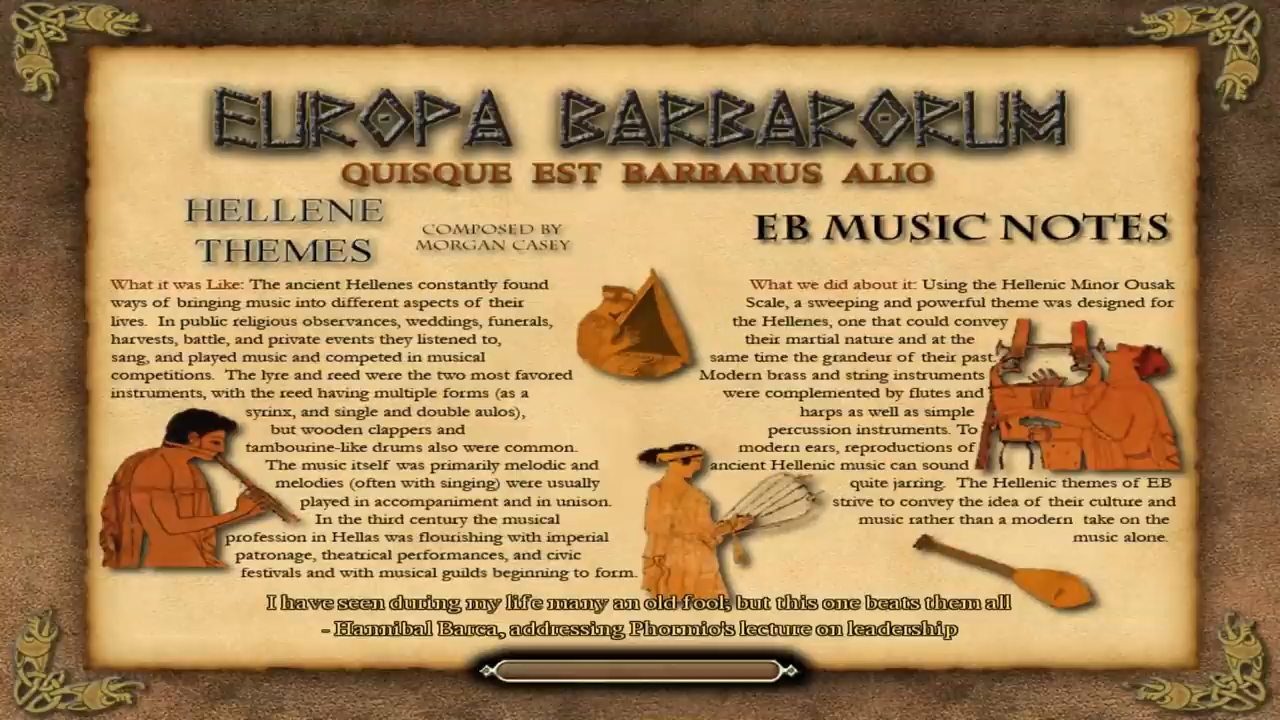 EUROPA BARBARORUM
QUISQUE EST BARBARUS ALIO
HELLENE
THEMES
COMPOSED BY
MORGAN CASEY
What it was Like: The ancient Hellenes constantly found
ways of bringing music into different aspects of their
lives. In public religious observances, weddings, funerals,
harvests, battle, and private events they listened to,
sang, and played music and competed in musical
competitions. The lyre and reed were the two most favored
instruments, with the reed having multiple forms (as a
syrinx, and single and double aulos),
but wooden clappers and
tambourine-like drums also were common.
The music itself was primarily melodic and
melodies (often with singing) were usually
played in accompaniment and in unison.
In the third century the musical
profession in Hellas was flourishing with imperial
patronage, theatrical performances, and civic
festivals and with musical guilds beginning to form.
EB MUSIC NOTES
What we did about it: Using the Hellenic Minor Ousak
Scale, a sweeping and powerful theme was designed for
the Hellenes, one that could convey
their martial nature and at the
same time the grandeur of their past.
Modern brass and string instruments
were complemented by flutes and
harps as well as simple
percussion instruments. To
modern ears, reproductions of
ancient Hellenic music can sound
quite jarring. The Hellenic themes of EB
strive to convey the idea of their culture and
music rather than a modern take on the
music alone.
I have seen during my life many an old fool, but this one beats them all
- Hannibal Barca, addressing Phormio's lecture on leadership